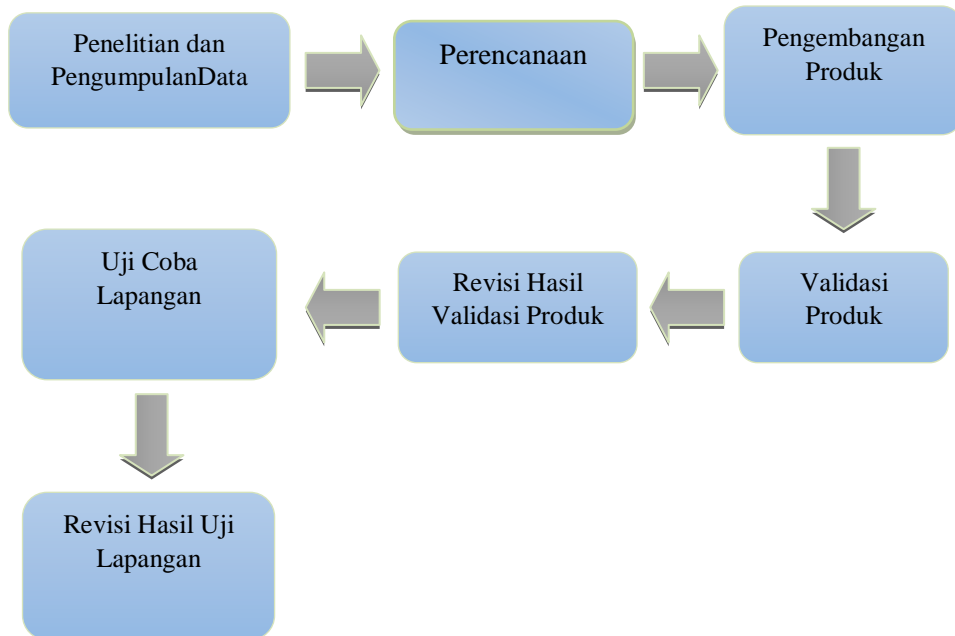 Penelitian dan
PengumpulanData
Perencanaan
Pengembangan
Produk
Validasi
Produk
Revisi Hasil
Validasi Produk
Uji Coba
Lapangan
Revisi Hasil Uji
Lapangan